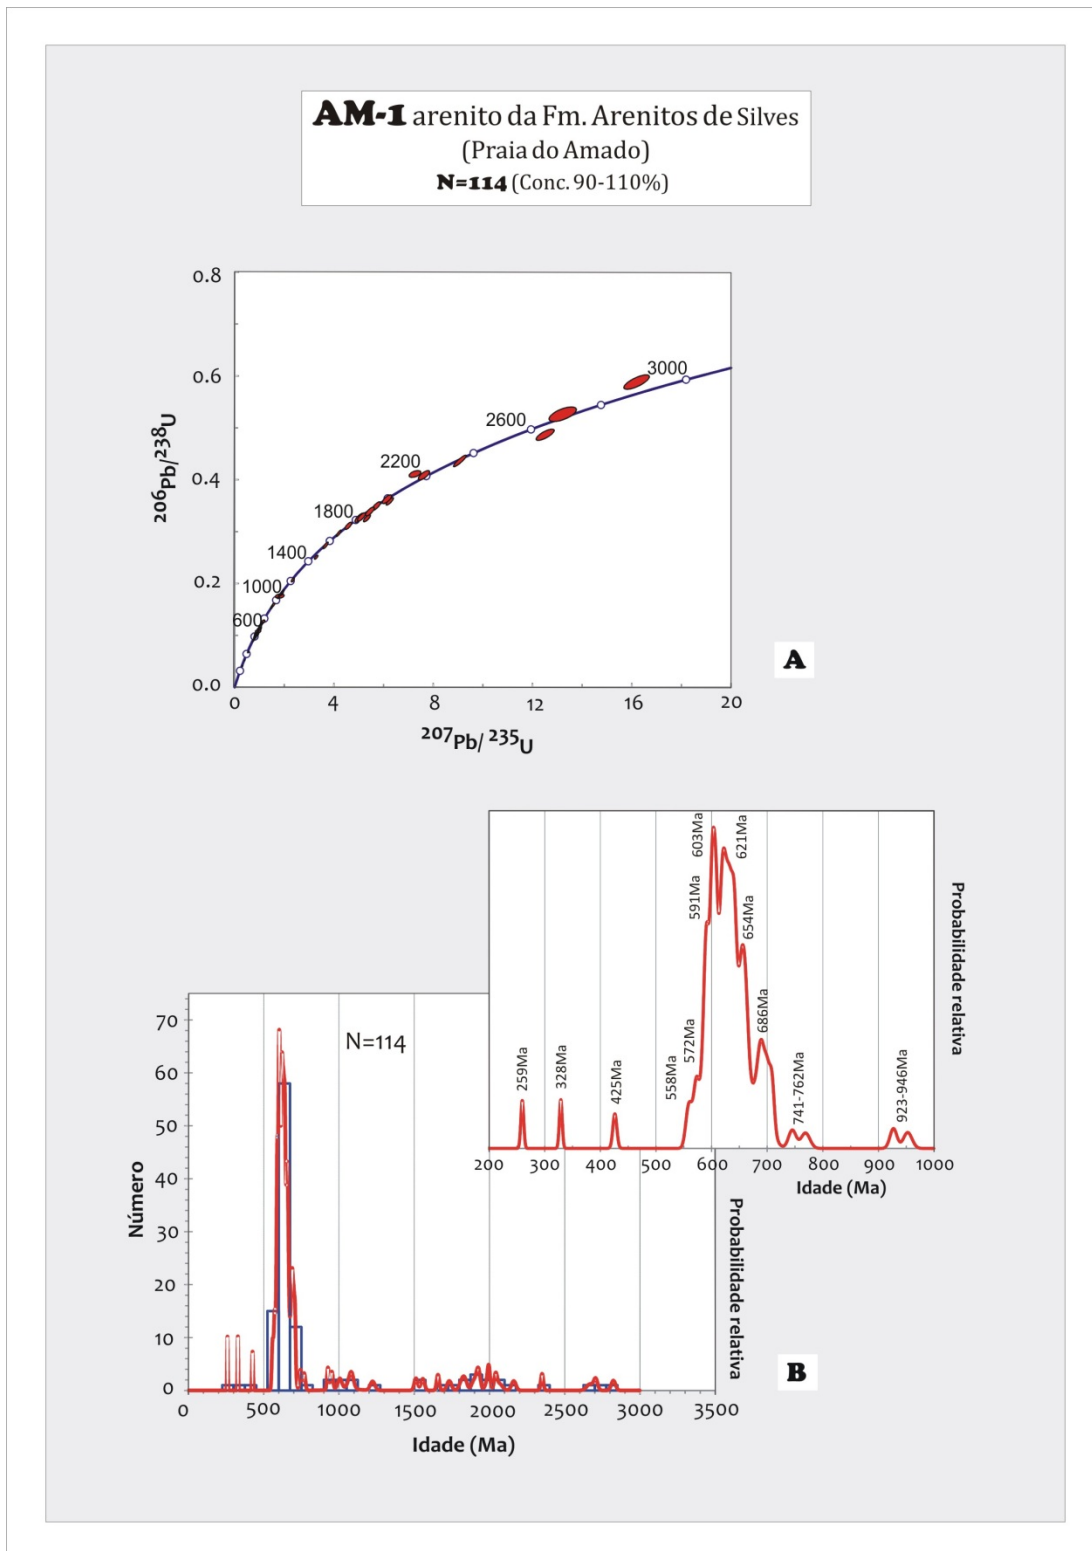 AM-1 arenito da Fm. Arenitos de Silves
(Praia do Amado)
N=114 (Conc. 90-110%)
0.8
0.6
0.4
0.2
0.0
206Pb/238U
3000
2600
2200
1800
1400
1000
600
0 4 8 12 16 20
207Pb/ 235U
A
259Ma
328Ma
425Ma
558Ma
572Ma
591Ma
603Ma
621Ma
654Ma
686Ma
741-762Ma
923-946Ma
200 300 400 500 600 700 800 900 1000
Idade (Ma)
Probabilidade relativa
70
60
50
40
30
20
10
0
Número
N=114
0 500 1000 1500 2000 2500 3000 3500
Idade (Ma)
Probabilidade relativa
B